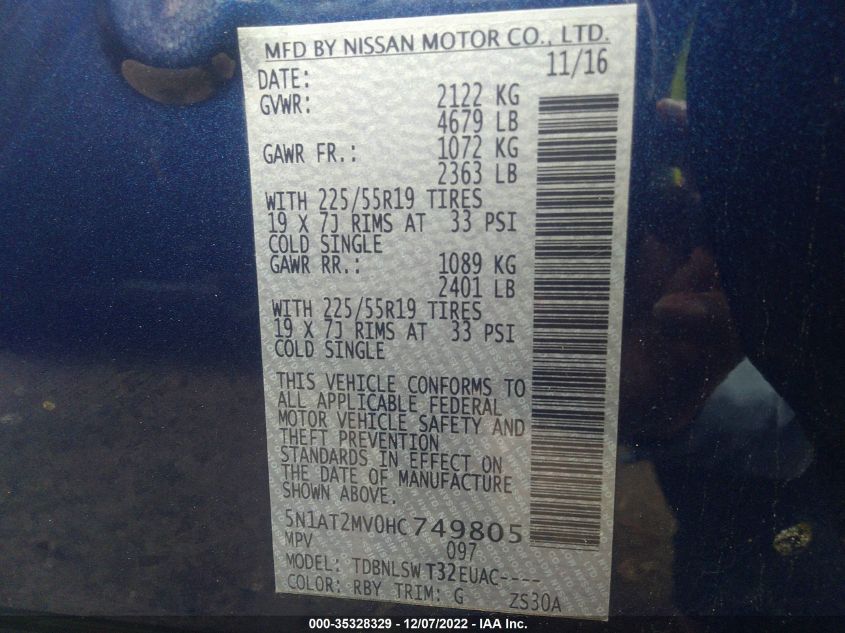 MFD BY NISSAN MOTOR CO., LTD.
DATE: 11/16
GVWR: 2122 KG
4679 LB
GAWR FR.: 1072 KG
2363 LB
WITH 225/55R19 TIRES
19 X 7J RIMS AT 33 PSI
COLD SINGLE
GAWR RR.: 1089 KG
2401 LB
WITH 225/55R19 TIRES
19 X 7J RIMS AT 33 PSI
COLD SINGLE
THIS VEHICLE CONFORMS TO
ALL APPLICABLE FEDERAL
MOTOR VEHICLE SAFETY AND
THEFT PREVENTION
STANDARDS IN EFFECT ON
THE DATE OF MANUFACTURE
SHOWN ABOVE.
5N1AT2MV0HC749805
MPV 097
MODEL: TDBNLSWT32EUAC----
COLOR: RBY TRIM: G ZS30A
000-35328329 - 12/07/2022 - IAA Inc.